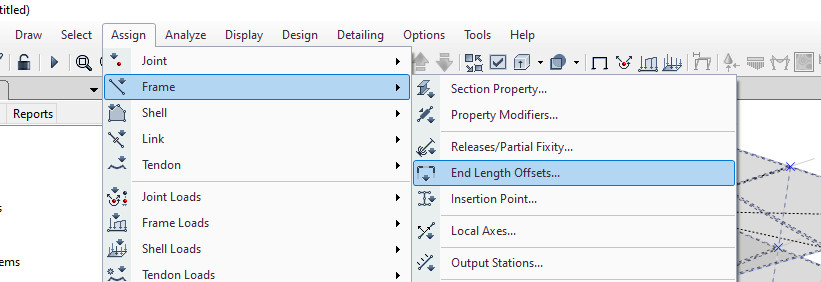 titled)
Draw Select Assign Analyze Display Design Detailing Options Tools Help
Joint
Frame
Shell
Link
Tendon
Joint Loads
Frame Loads
Shell Loads
Tendon Loads
Section Property...
Property Modifiers...
Releases/Partial Fixity...
End Length Offsets...
Insertion Point...
Local Axes...
Output Stations...
Reports
s
ems